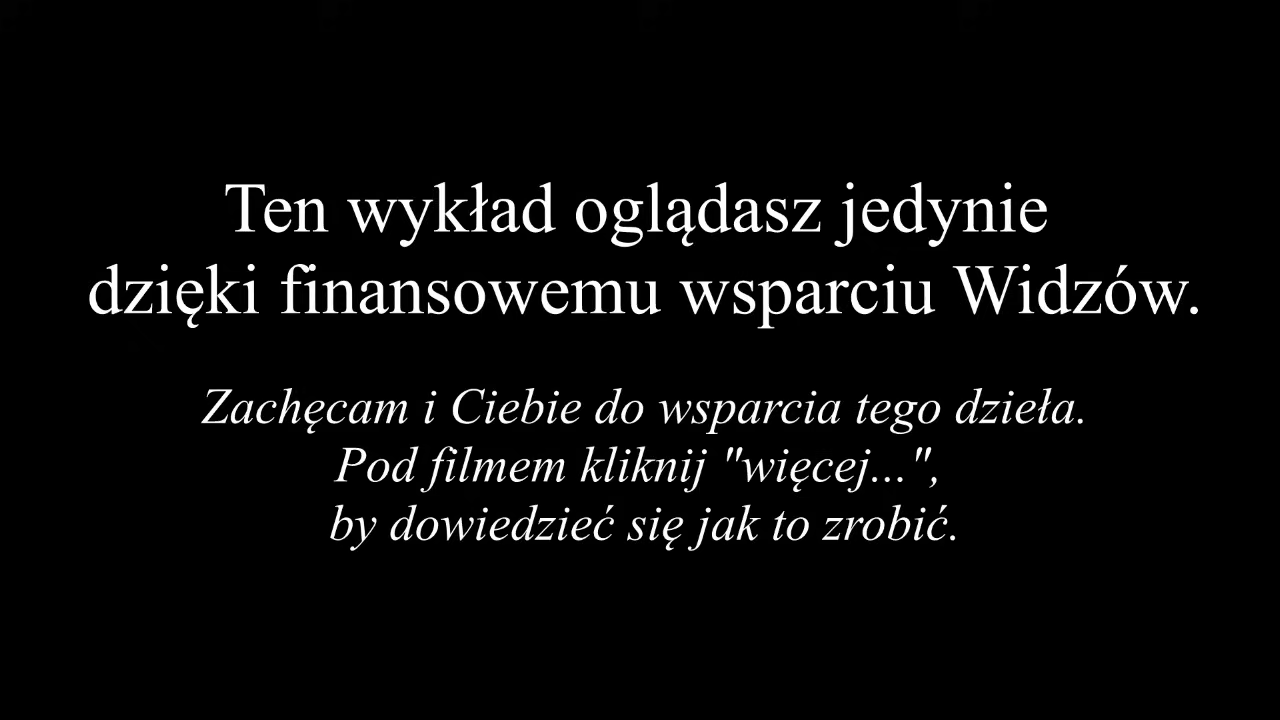 Ten wykład oglądasz jedynie
dzięki finansowemu wsparciu Widzów.
Zachęcam i Ciebie do wsparcia tego dzieła.
Pod filmem kliknij "więcej...",
by dowiedzieć się jak to zrobić.